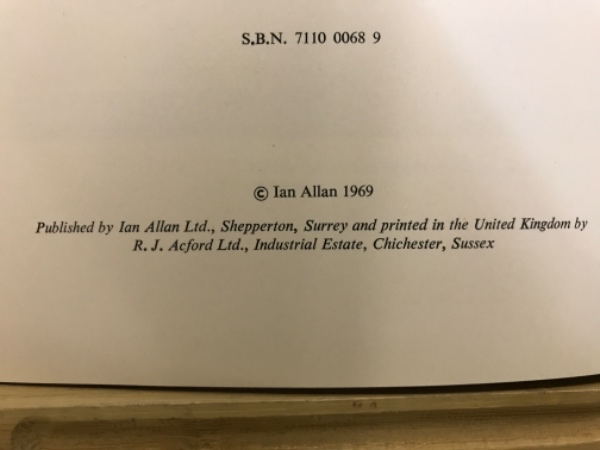 S.B.N. 7110 0068 9
© Ian Allan 1969
Published by Ian Allan Ltd., Shepperton, Surrey and printed in the United Kingdom by
R. J. Acford Ltd., Industrial Estate, Chichester, Sussex